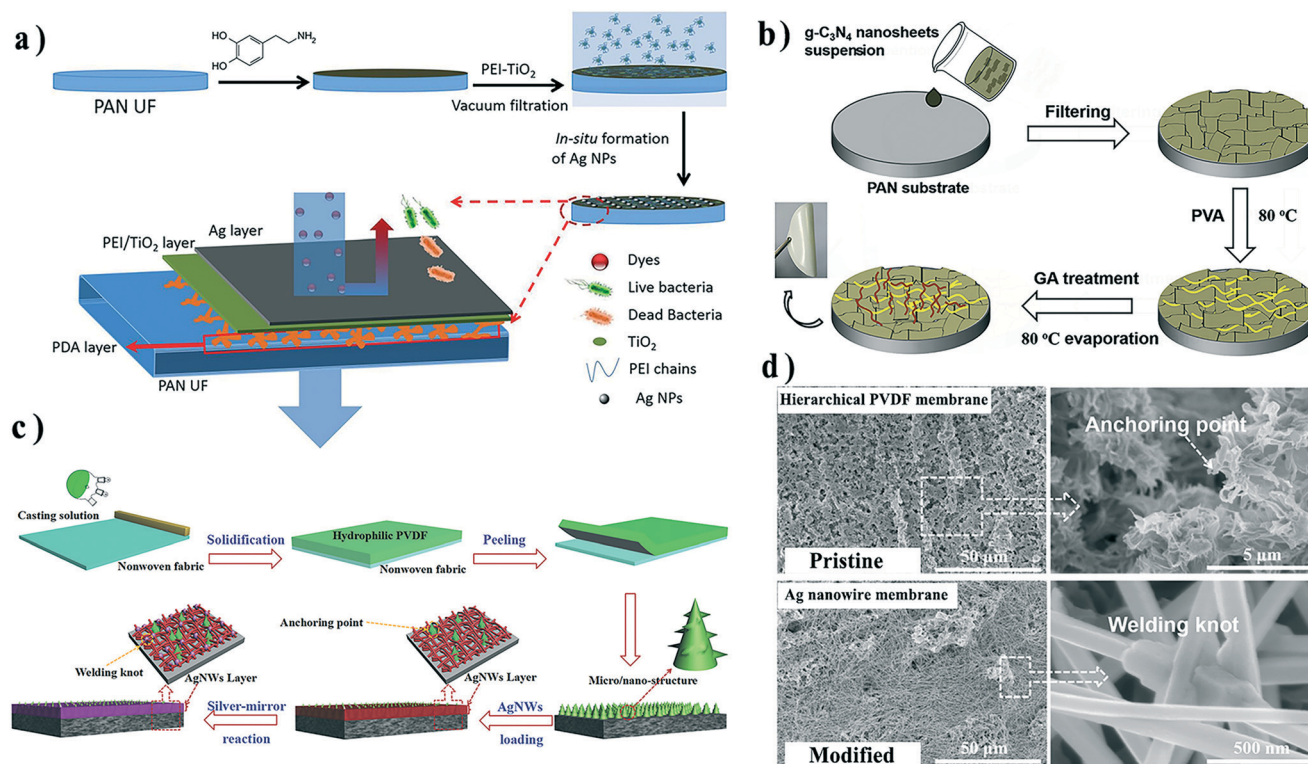 a)
HO
HO
NH2
PAN UF
PEI-TiO2
Vacuum filtration
In-situ formation
of Ag NPs
PEI/TiO2 layer
Ag layer
PDA layer
PAN UF
Dyes
Live bacteria
Dead Bacteria
TiO2
PEI chains
Ag NPs
b)
g-C3N4 nanosheets
suspension
Filtering
PAN substrate
PVA
80 °C
GA treatment
80 °C evaporation
c)
Casting solution
Nonwoven fabric
Solidification
Hydrophilic PVDF
Nonwoven fabric
Peeling
Micro/nano-structure
AgNWs
loading
Anchoring point
AgNWs Layer
Silver-mirror
reaction
Welding knot
AgNWs Layer
d)
Hierarchical PVDF membrane
Pristine
50 μm
Anchoring point
5 μm
Ag nanowire membrane
Modified
50 μm
Welding knot
500 nm